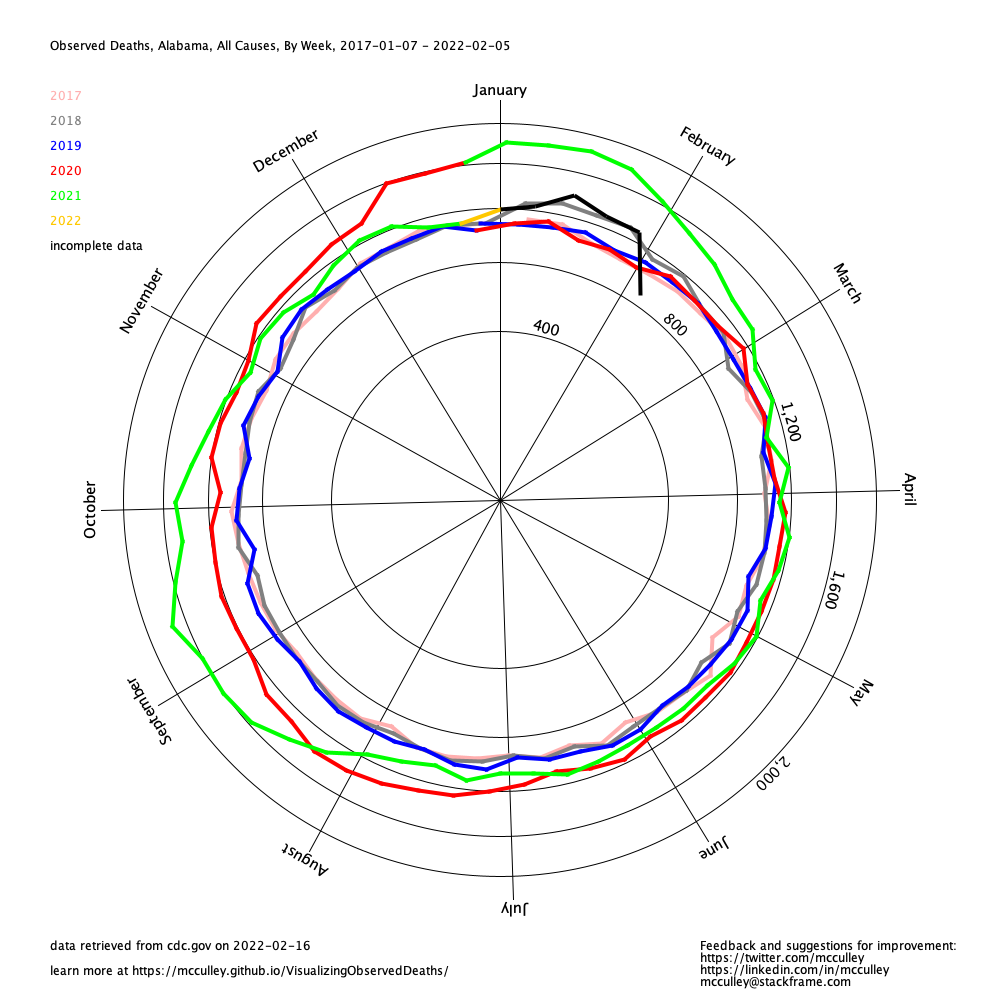 Observed Deaths, Alabama, All Causes, By Week, 2017-01-07 - 2022-02-05
2017
2018
2019
2020
2021
2022
incomplete data
January
February
March
April
May
June
July
August
September
October
November
December
400
800
1,200
1,600
2,000
data retrieved from cdc.gov on 2022-02-16
learn more at https://mcculley.github.io/VisualizingObservedDeaths/
Feedback and suggestions for improvement:
https://twitter.com/mcculley
https://linkedin.com/in/mcculley
mcculley@stackframe.com